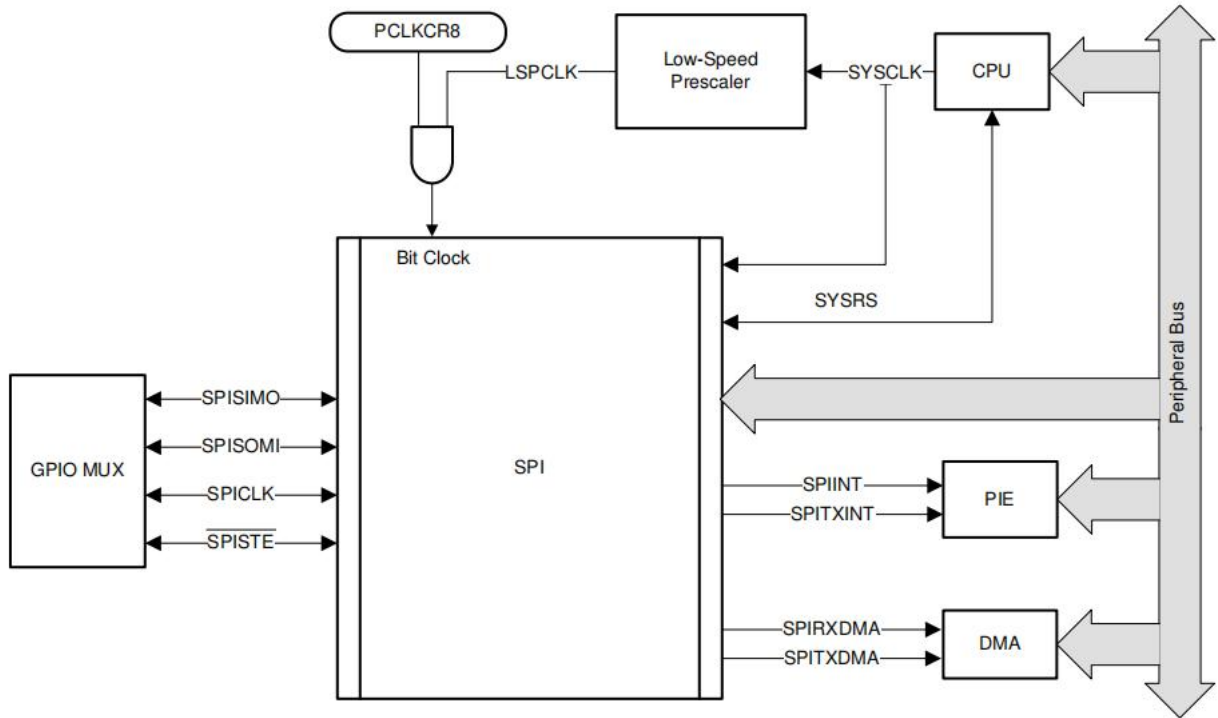 PCLKCR8
LSPCLK
Low-Speed
Prescaler
SYSCLK
CPU
Bit Clock
SYSRS
Peripheral Bus
GPIO MUX
SPISIMO
SPISOMI
SPICLK
SPISTE
SPI
SPIINT
SPITXINT
PIE
SPIRXDMA
SPITXDMA
DMA